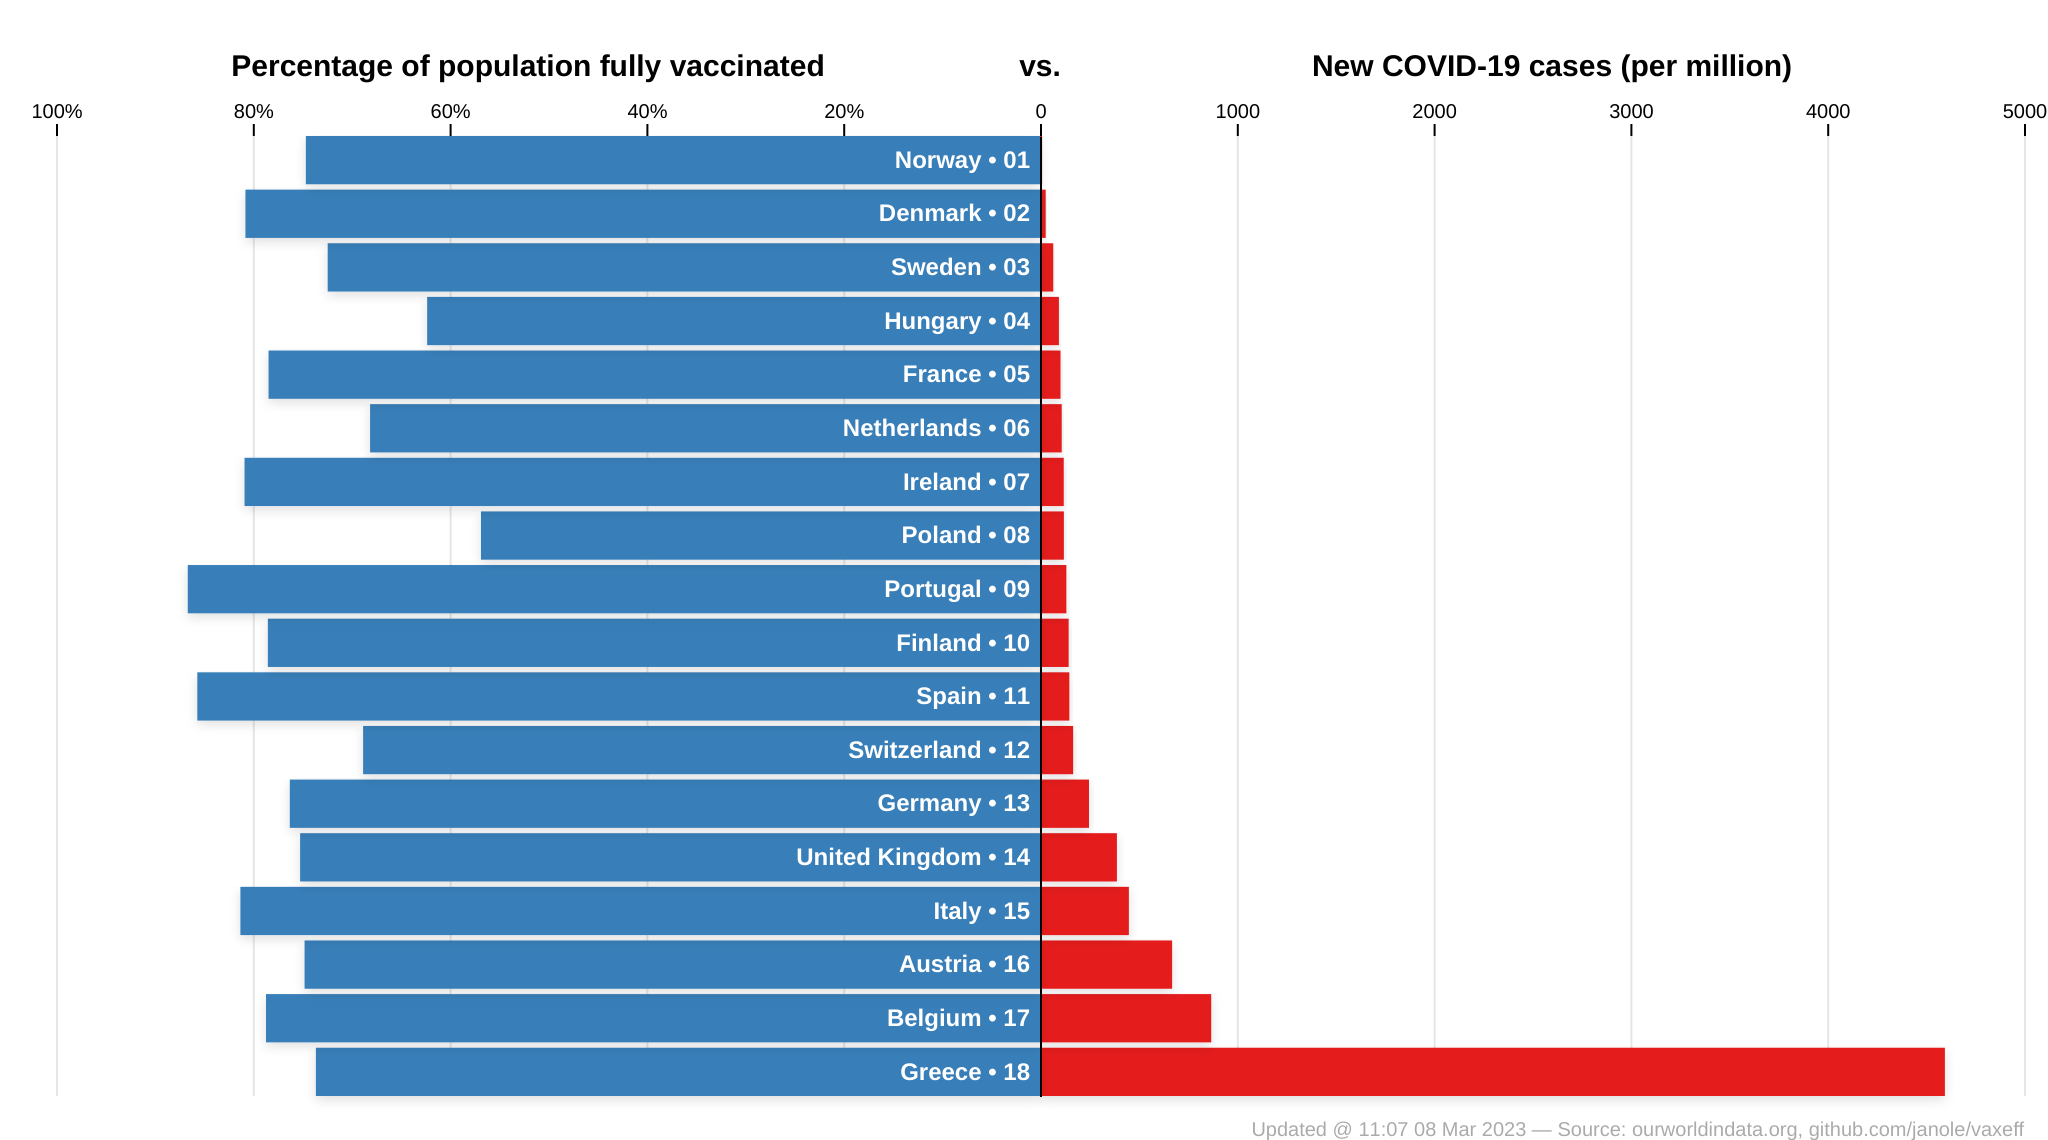 Percentage of population fully vaccinated vs. New COVID-19 cases (per million)
100% 80% 60% 40% 20% 0 1000 2000 3000 4000 5000
Norway • 01
Denmark • 02
Sweden • 03
Hungary • 04
France • 05
Netherlands • 06
Ireland • 07
Poland • 08
Portugal • 09
Finland • 10
Spain • 11
Switzerland • 12
Germany • 13
United Kingdom • 14
Italy • 15
Austria • 16
Belgium • 17
Greece • 18
Updated @ 11:07 08 Mar 2023 — Source: ourworldindata.org, github.com/janole/vaxeff